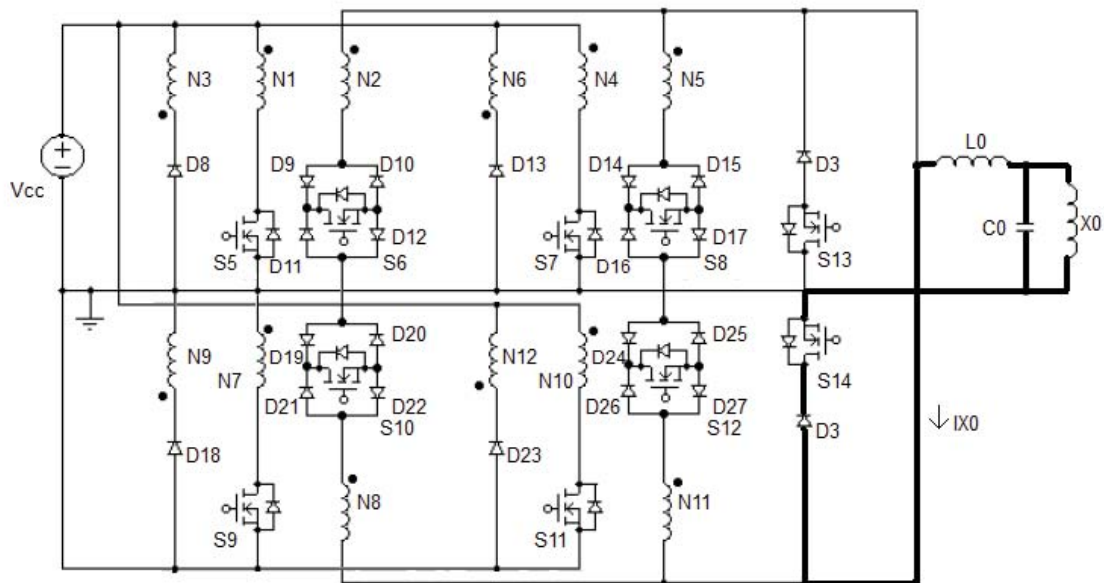 N3
N1
N2
N6
N4
N5
L0
+
−
Vcc
D8
D9
D10
D13
D14
D15
D3
C0
X0
D12
D17
S5
D11
S6
S7
D16
S8
S13
N9
D19
D20
N12
D24
D25
N7
N10
S14
D21
D22
D26
D27
D18
S10
D23
S12
D3
IX0
N8
N11
S9
S11